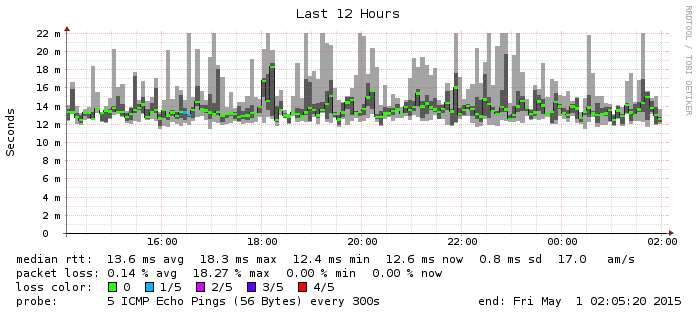 Last 12 Hours
RRDTOOL / TOBI OETIKER
Seconds
22 m
20 m
18 m
16 m
14 m
12 m
10 m
8 m
6 m
4 m
2 m
0
16:00 18:00 20:00 22:00 00:00 02:00
median rtt: 13.6 ms avg 18.3 ms max 12.4 ms min 12.6 ms now 0.8 ms sd 17.0 am/s
packet loss: 0.14 % avg 18.27 % max 0.00 % min 0.00 % now
loss color: 0 1/5 2/5 3/5 4/5
probe: 5 ICMP Echo Pings (56 Bytes) every 300s end: Fri May 1 02:05:20 2015